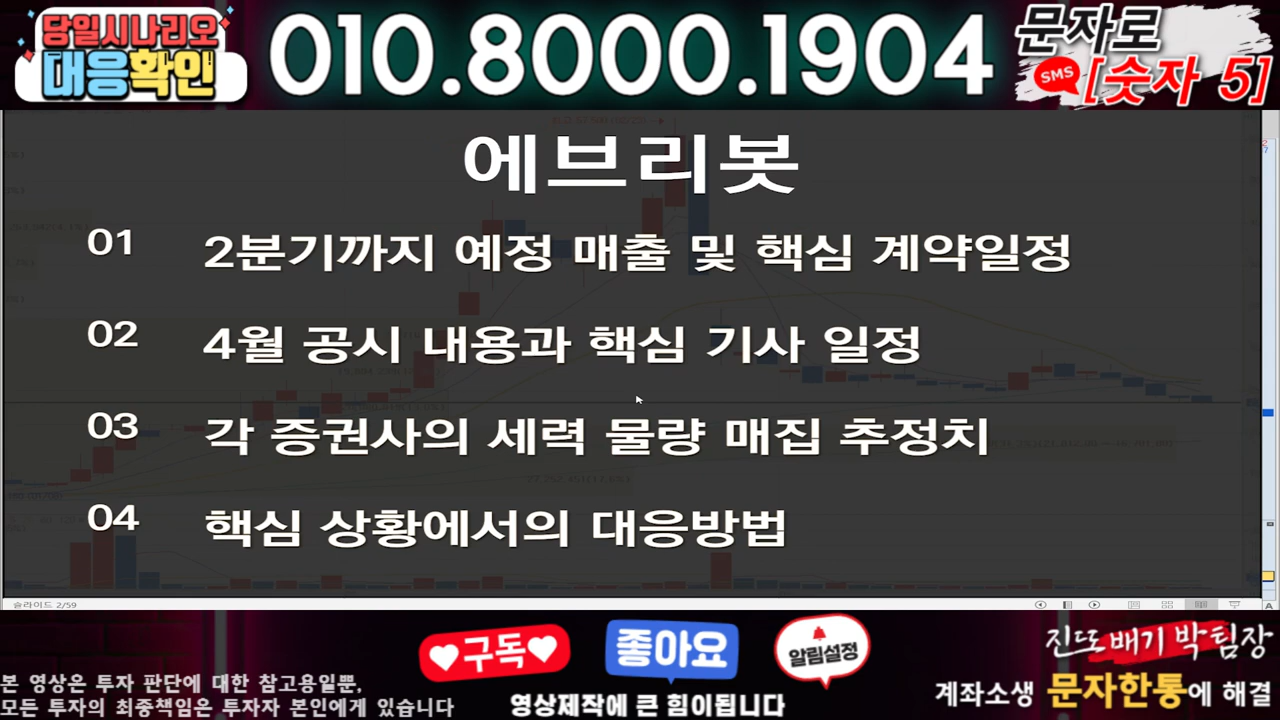 당일시나리오
대응확인
010.8000.1904
문자로
SMS
[숫자 5]
에브리봇
01 2분기까지 예정 매출 및 핵심 계약일정
02 4월 공시 내용과 핵심 기사 일정
03 각 증권사의 세력 물량 매집 추정치
04 핵심 상황에서의 대응방법
슬라이드 2/59
구독
좋아요
알림설정
영상제작에 큰 힘이됩니다
본 영상은 투자 판단에 대한 참고용일뿐,
모든 투자의 최종책임은 투자자 본인에게 있습니다
진또배기 박팀장
계좌소생 문자한통에 해결